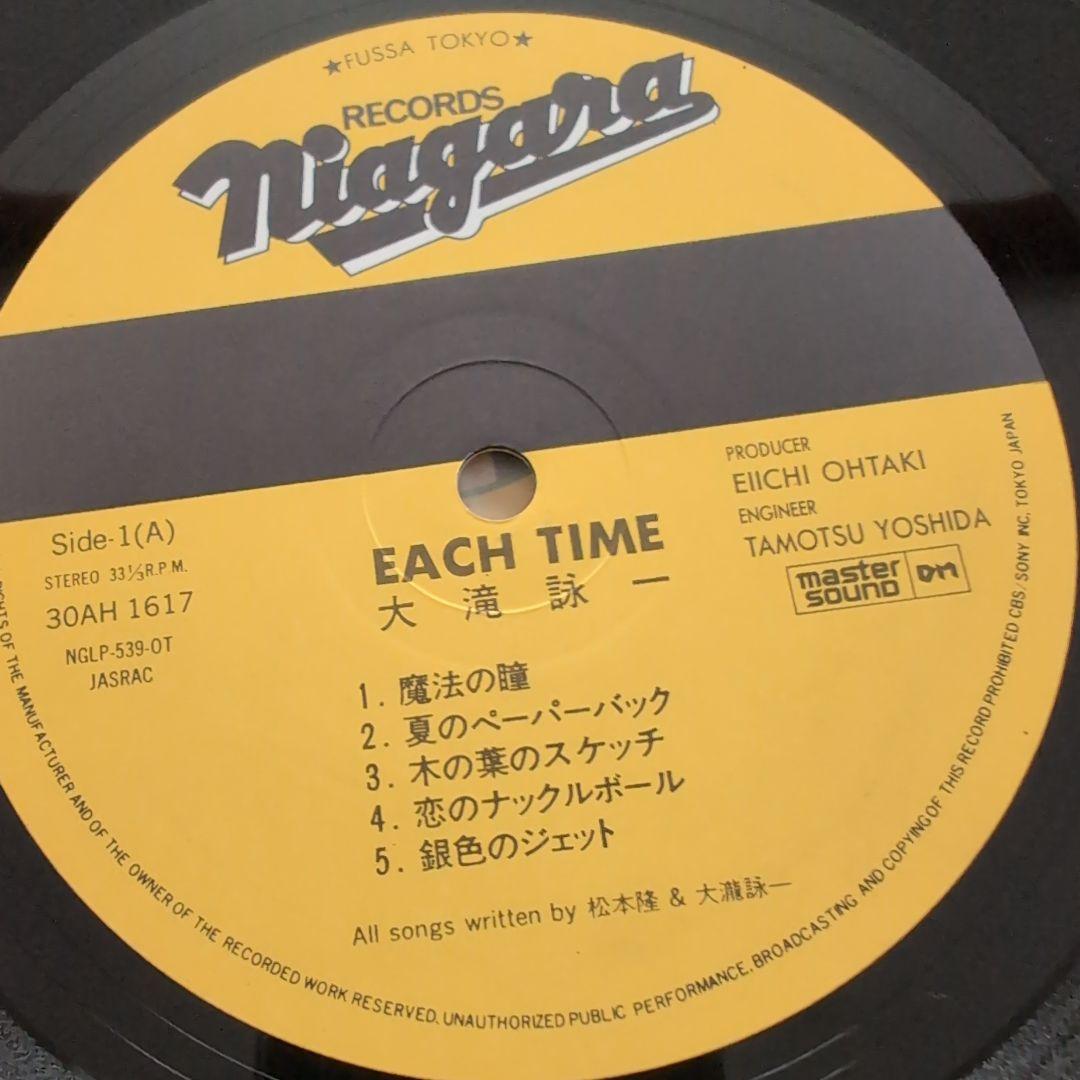 ★FUSSA TOKYO★
RECORDS
Niagara
Side-1(A)
STEREO 33⅓R.P.M.
30AH 1617
NGLP-539-OT
JASRAC
PRODUCER
EIICHI OHTAKI
ENGINEER
TAMOTSU YOSHIDA
master sound DM
EACH TIME
大滝詠一
1. 魔法の瞳
2. 夏のペーパーバック
3. 木の葉のスケッチ
4. 恋のナックルボール
5. 銀色のジェット
All songs written by 松本隆 & 大瀧詠一
RIGHTS OF THE MANUFACTURER AND OF THE OWNER OF THE RECORDED WORK RESERVED. UNAUTHORIZED PUBLIC PERFORMANCE, BROADCASTING AND COPYING OF THIS RECORD PROHIBITED CBS/SONY INC. TOKYO JAPAN